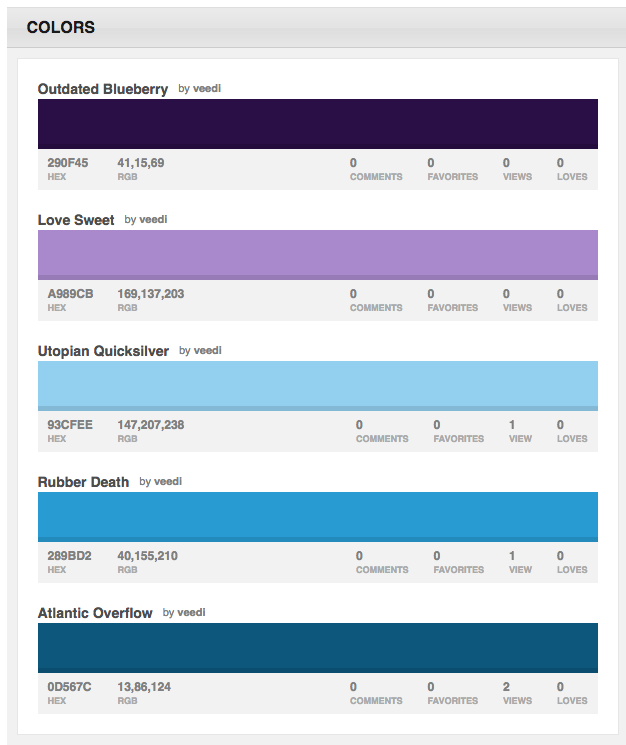 COLORS
Outdated Blueberry by veedi
290F45 41,15,69 0 0 0 0
HEX RGB COMMENTS FAVORITES VIEWS LOVES
Love Sweet by veedi
A989CB 169,137,203 0 0 0 0
HEX RGB COMMENTS FAVORITES VIEWS LOVES
Utopian Quicksilver by veedi
93CFEE 147,207,238 0 0 1 0
HEX RGB COMMENTS FAVORITES VIEW LOVES
Rubber Death by veedi
289BD2 40,155,210 0 0 1 0
HEX RGB COMMENTS FAVORITES VIEW LOVES
Atlantic Overflow by veedi
0D567C 13,86,124 0 0 2 0
HEX RGB COMMENTS FAVORITES VIEWS LOVES